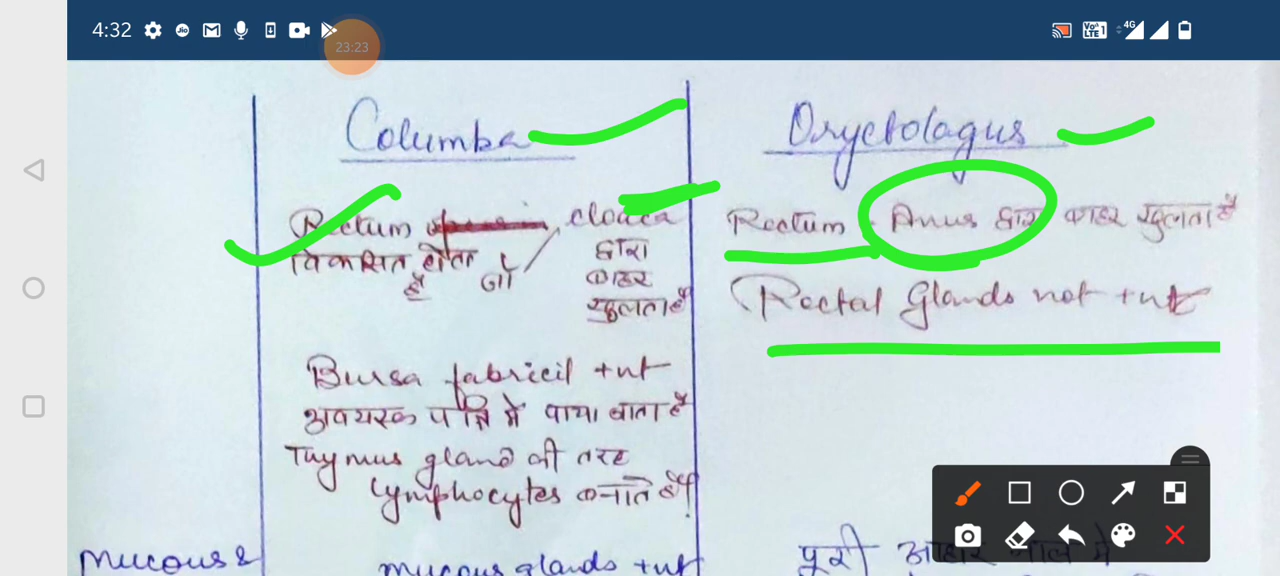 4:32
23:23
4G
Columba
Oryctolagus
Rectum cloaca
विकसित होता है जो द्वारा
बाहर
खुलता है
Rectum - Anus द्वारा बाहर खुलता है
Rectal Glands not +nt
Bursa fabricii +nt
अवयस्क पक्षि मे पाया जाता है
Thymus gland की तरह
lymphocytes बनाते है।
Mucous &
mucous glands +nt
पूरी आहार नाल मे